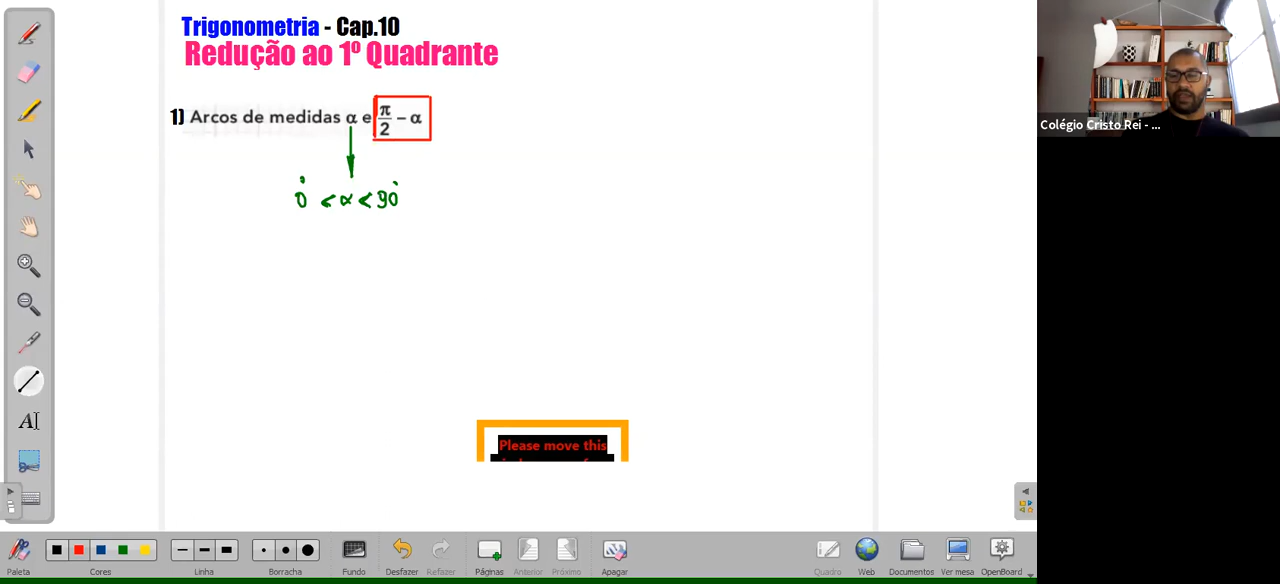 Trigonometria - Cap.10
Redução ao 1º Quadrante
1) Arcos de medidas α e π/2 - α
0° < α < 90°
Colégio Cristo Rei - ...
Please move this
Paleta
Cores
Linha
Borracha
Fundo
Desfazer
Refazer
Páginas
Anterior
Próximo
Apagar
Quadro
Web
Documentos
Ver mesa
OpenBoard